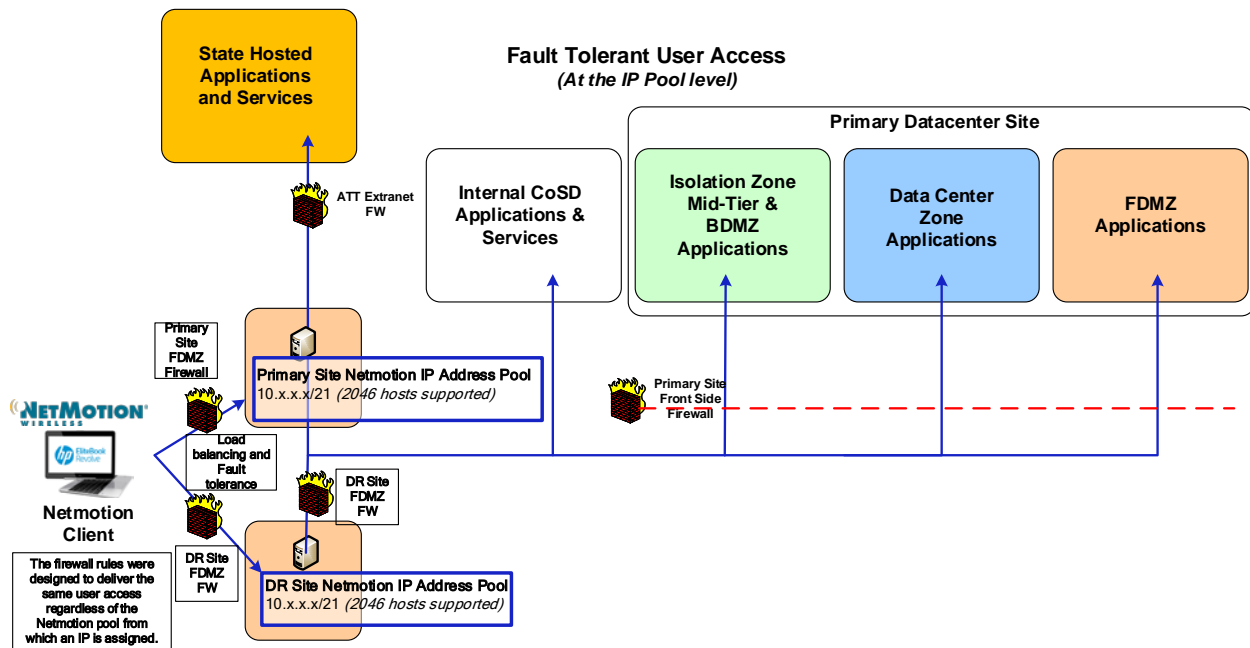 State Hosted
Applications
and Services
Fault Tolerant User Access
(At the IP Pool level)
Primary Datacenter Site
Internal CoSD
Applications &
Services
Isolation Zone
Mid-Tier &
BDMZ
Applications
Data Center
Zone
Applications
FDMZ
Applications
ATT Extranet
FW
Primary
Site
FDMZ
Firewall
Primary Site Netmotion IP Address Pool
10.x.x.x/21 (2046 hosts supported)
Primary Site
Front Side
Firewall
NETMOTION®
WIRELESS
hp
EliteBook
Revolve
Load
balancing and
Fault
tolerance
Netmotion
Client
DR Site
FDMZ
FW
DR Site
FDMZ
FW
DR Site Netmotion IP Address Pool
10.x.x.x/21 (2046 hosts supported)
The firewall rules were
designed to deliver the
same user access
regardless of the
Netmotion pool from
which an IP is assigned.